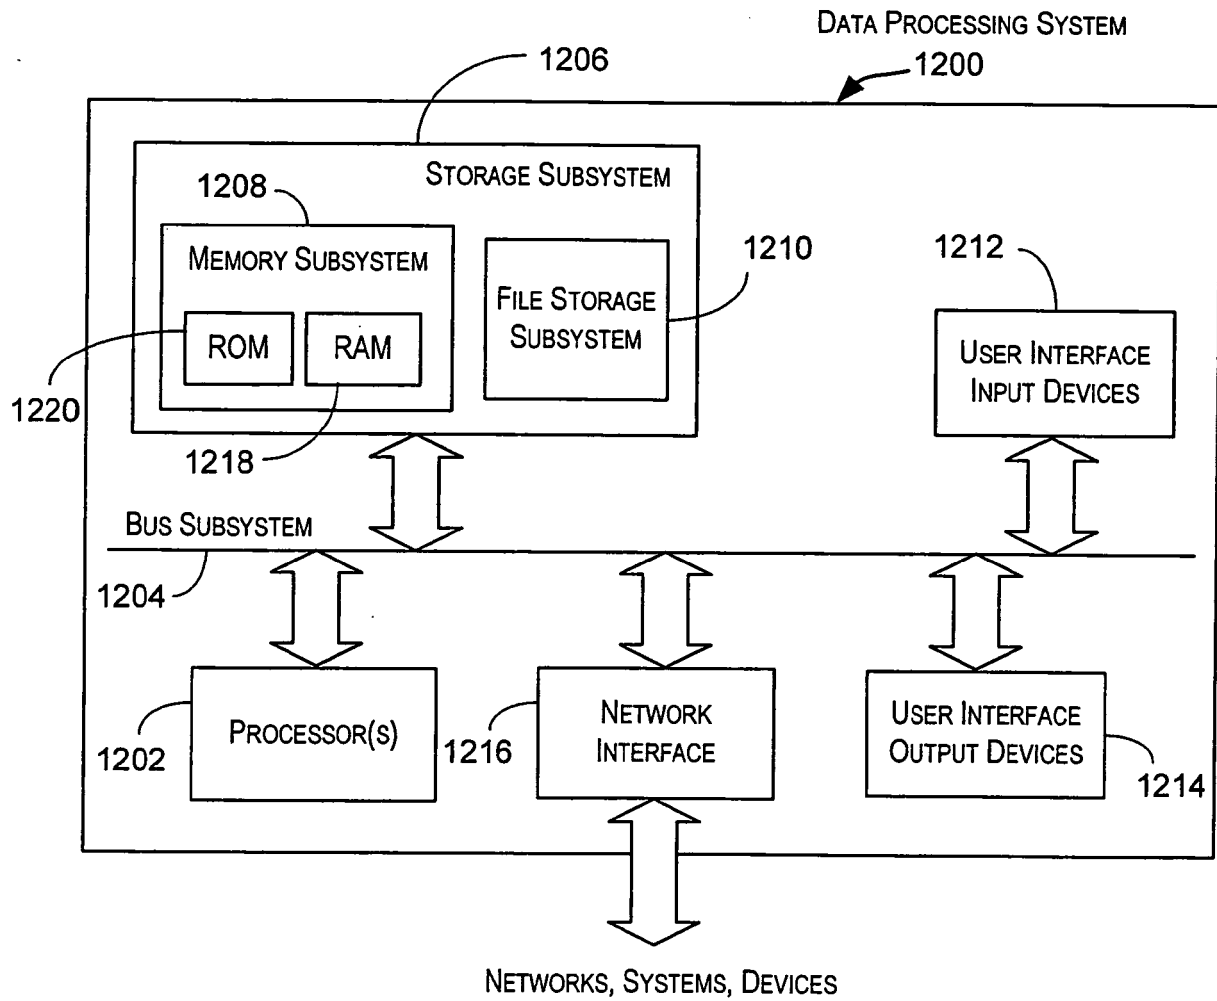 DATA PROCESSING SYSTEM
1200
1206
STORAGE SUBSYSTEM
1208
MEMORY SUBSYSTEM
ROM
RAM
1220
1218
FILE STORAGE
SUBSYSTEM
1210
1212
USER INTERFACE
INPUT DEVICES
BUS SUBSYSTEM
1204
PROCESSOR(S)
1202
NETWORK
INTERFACE
1216
USER INTERFACE
OUTPUT DEVICES
1214
NETWORKS, SYSTEMS, DEVICES